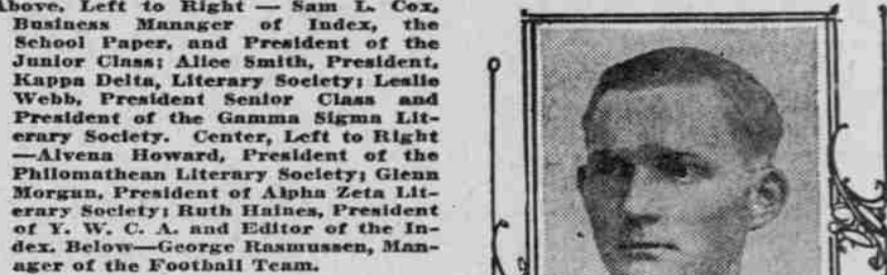 Above, Left to Right — Sam L. Cox,
Business Manager of Index, the
School Paper, and President of the
Junior Class; Alice Smith, President,
Kappa Delta, Literary Society; Leslie
Webb, President Senior Class and
President of the Gamma Sigma Lit-
erary Society. Center, Left to Right
—Alvena Howard, President of the
Philomathean Literary Society; Glenn
Morgan, President of Alpha Zeta Lit-
erary Society; Ruth Haines, President
of Y. W. C. A. and Editor of the In-
dex. Below—George Rasmussen, Man-
ager of the Football Team.